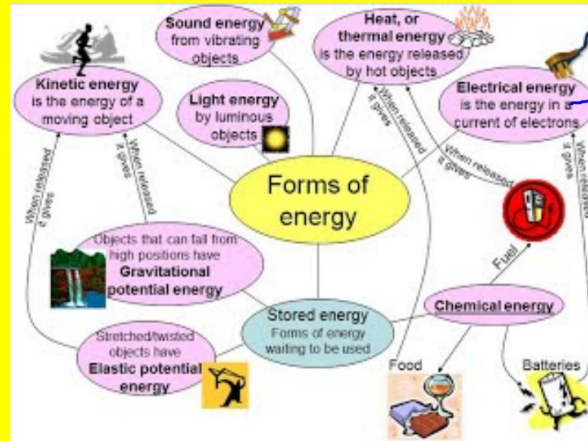 Sound energy
from vibrating
objects
Heat, or
thermal energy
is the energy released
by hot objects
Kinetic energy
is the energy of a
moving object
Light energy
by luminous
objects
Electrical energy
is the energy in a
current of electrons
When released
it gives
When released
it gives
When released
it gives
When released
it gives
When released
it gives
Forms of
energy
Objects that can fall from
high positions have
Gravitational
potential energy
Stored energy
Forms of energy
waiting to be used
Fuel
Chemical energy
Stretched/twisted
objects have
Elastic potential
energy
Food
Batteries